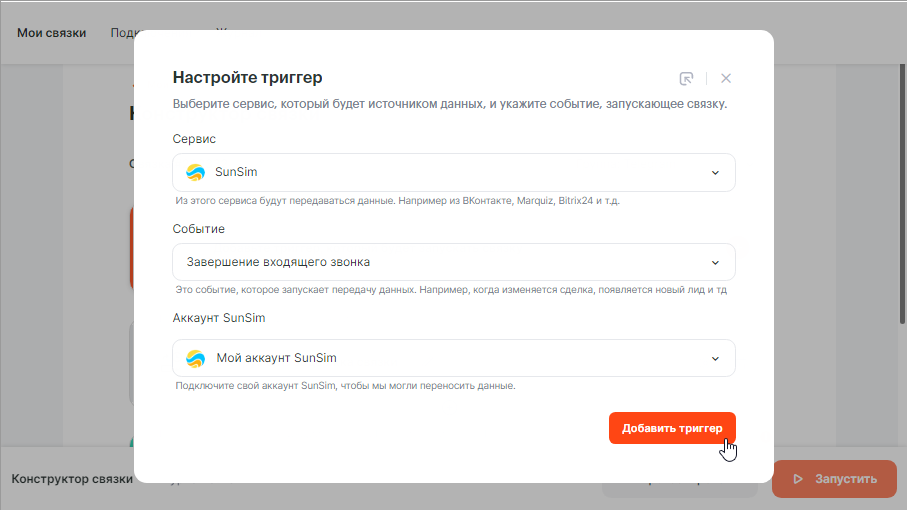 Мои связки
Настройте триггер
Выберите сервис, который будет источником данных, и укажите событие, запускающее связку.
Сервис
SunSim
Из этого сервиса будут передаваться данные. Например из ВКонтакте, Marquiz, Bitrix24 и т.д.
Событие
Завершение входящего звонка
Это событие, которое запускает передачу данных. Например, когда изменяется сделка, появляется новый лид и тд
Аккаунт SunSim
Мой аккаунт SunSim
Подключите свой аккаунт SunSim, чтобы мы могли переносить данные.
Добавить триггер
Конструктор связки
Запустить